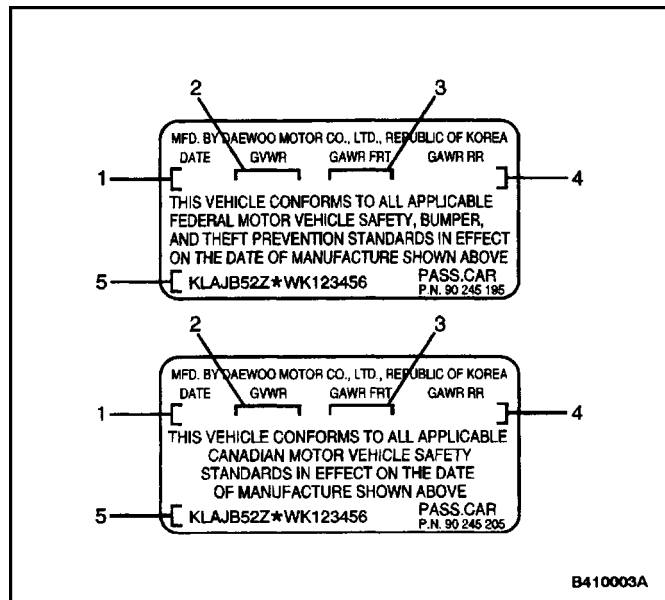 2 3
MFD. BY DAEWOO MOTOR CO., LTD., REPUBLIC OF KOREA
DATE GVWR GAWR FRT GAWR RR
1 4
THIS VEHICLE CONFORMS TO ALL APPLICABLE
FEDERAL MOTOR VEHICLE SAFETY, BUMPER,
AND THEFT PREVENTION STANDARDS IN EFFECT
ON THE DATE OF MANUFACTURE SHOWN ABOVE
5 KLAJB52Z*WK123456 PASS.CAR
P.N. 90 245 195
2 3
MFD. BY DAEWOO MOTOR CO., LTD., REPUBLIC OF KOREA
DATE GVWR GAWR FRT GAWR RR
1 4
THIS VEHICLE CONFORMS TO ALL APPLICABLE
CANADIAN MOTOR VEHICLE SAFETY
STANDARDS IN EFFECT ON THE DATE
OF MANUFACTURE SHOWN ABOVE
5 KLAJB52Z*WK123456 PASS.CAR
P.N. 90 245 205
B410003A